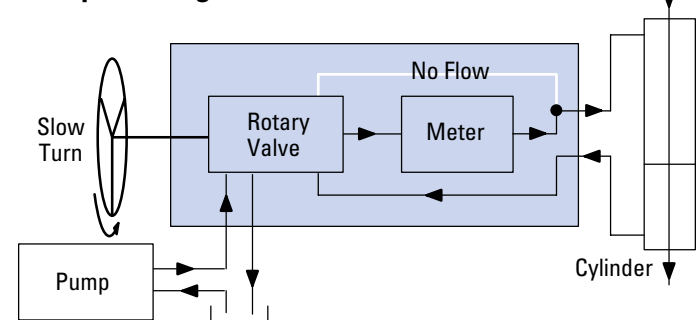 No Flow
Slow
Turn
Rotary
Valve
Meter
Pump
Cylinder